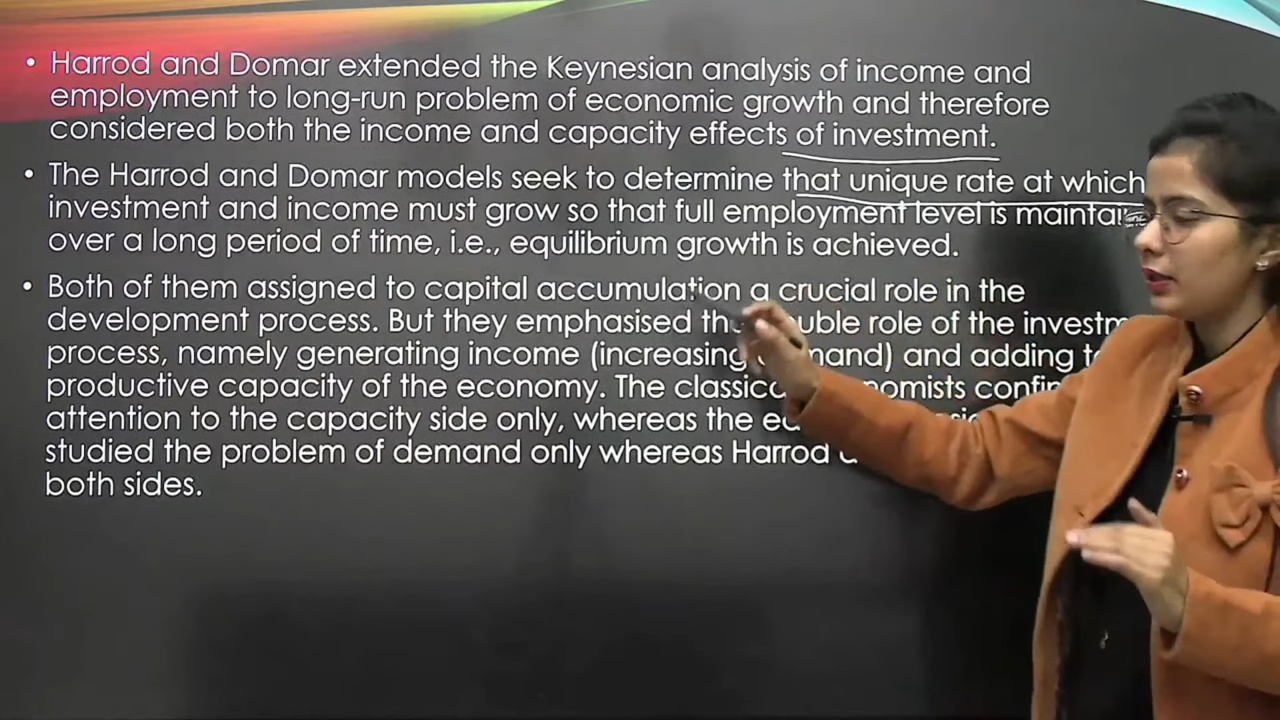 • Harrod and Domar extended the Keynesian analysis of income and
employment to long-run problem of economic growth and therefore
considered both the income and capacity effects of investment.
• The Harrod and Domar models seek to determine that unique rate at which
investment and income must grow so that full employment level is
over a long period of time, i.e., equilibrium growth is achieved.
• Both of them assigned to capital accumulation a crucial role in the
development process. But they emphasised role of the
process, namely generating income (increasing and adding
productive capacity of the economy. The
attention to the capacity side only, whereas the
studied the problem of demand only whereas Harrod
both sides.